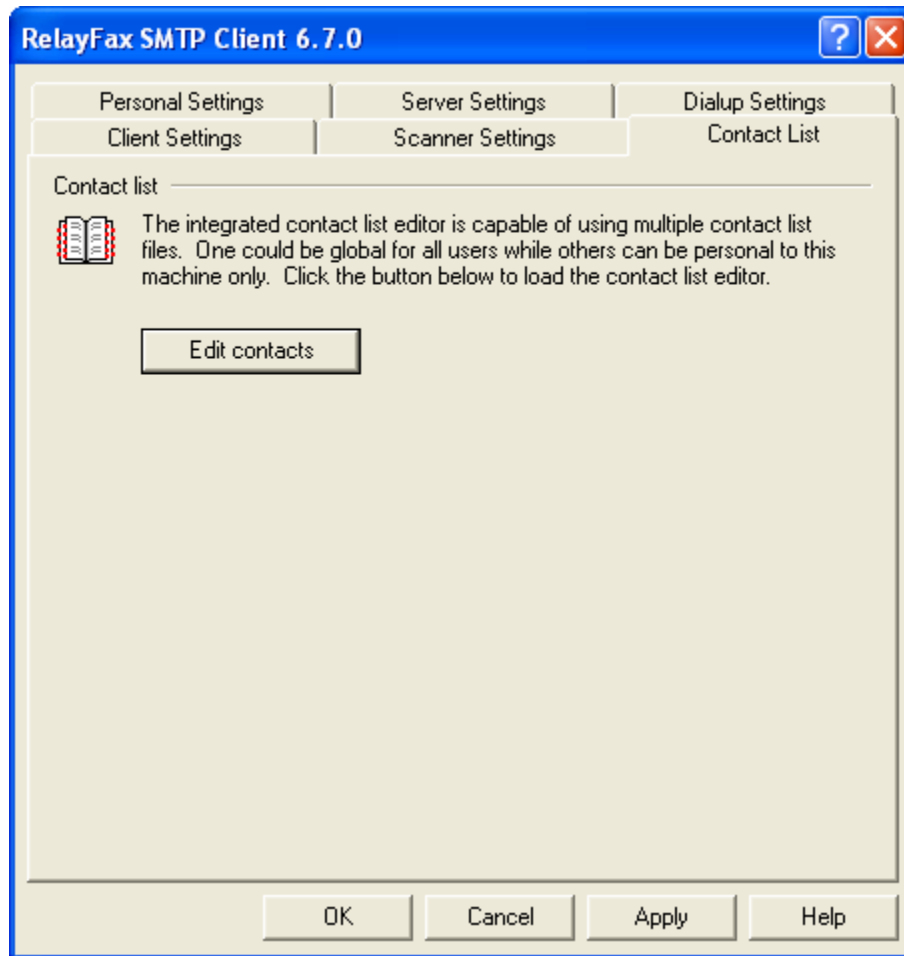 RelayFax SMTP Client 6.7.0
Personal Settings
Server Settings
Dialup Settings
Client Settings
Scanner Settings
Contact List
Contact list
The integrated contact list editor is capable of using multiple contact list
files.  One could be global for all users while others can be personal to this
machine only.  Click the button below to load the contact list editor.
Edit contacts
OK
Cancel
Apply
Help